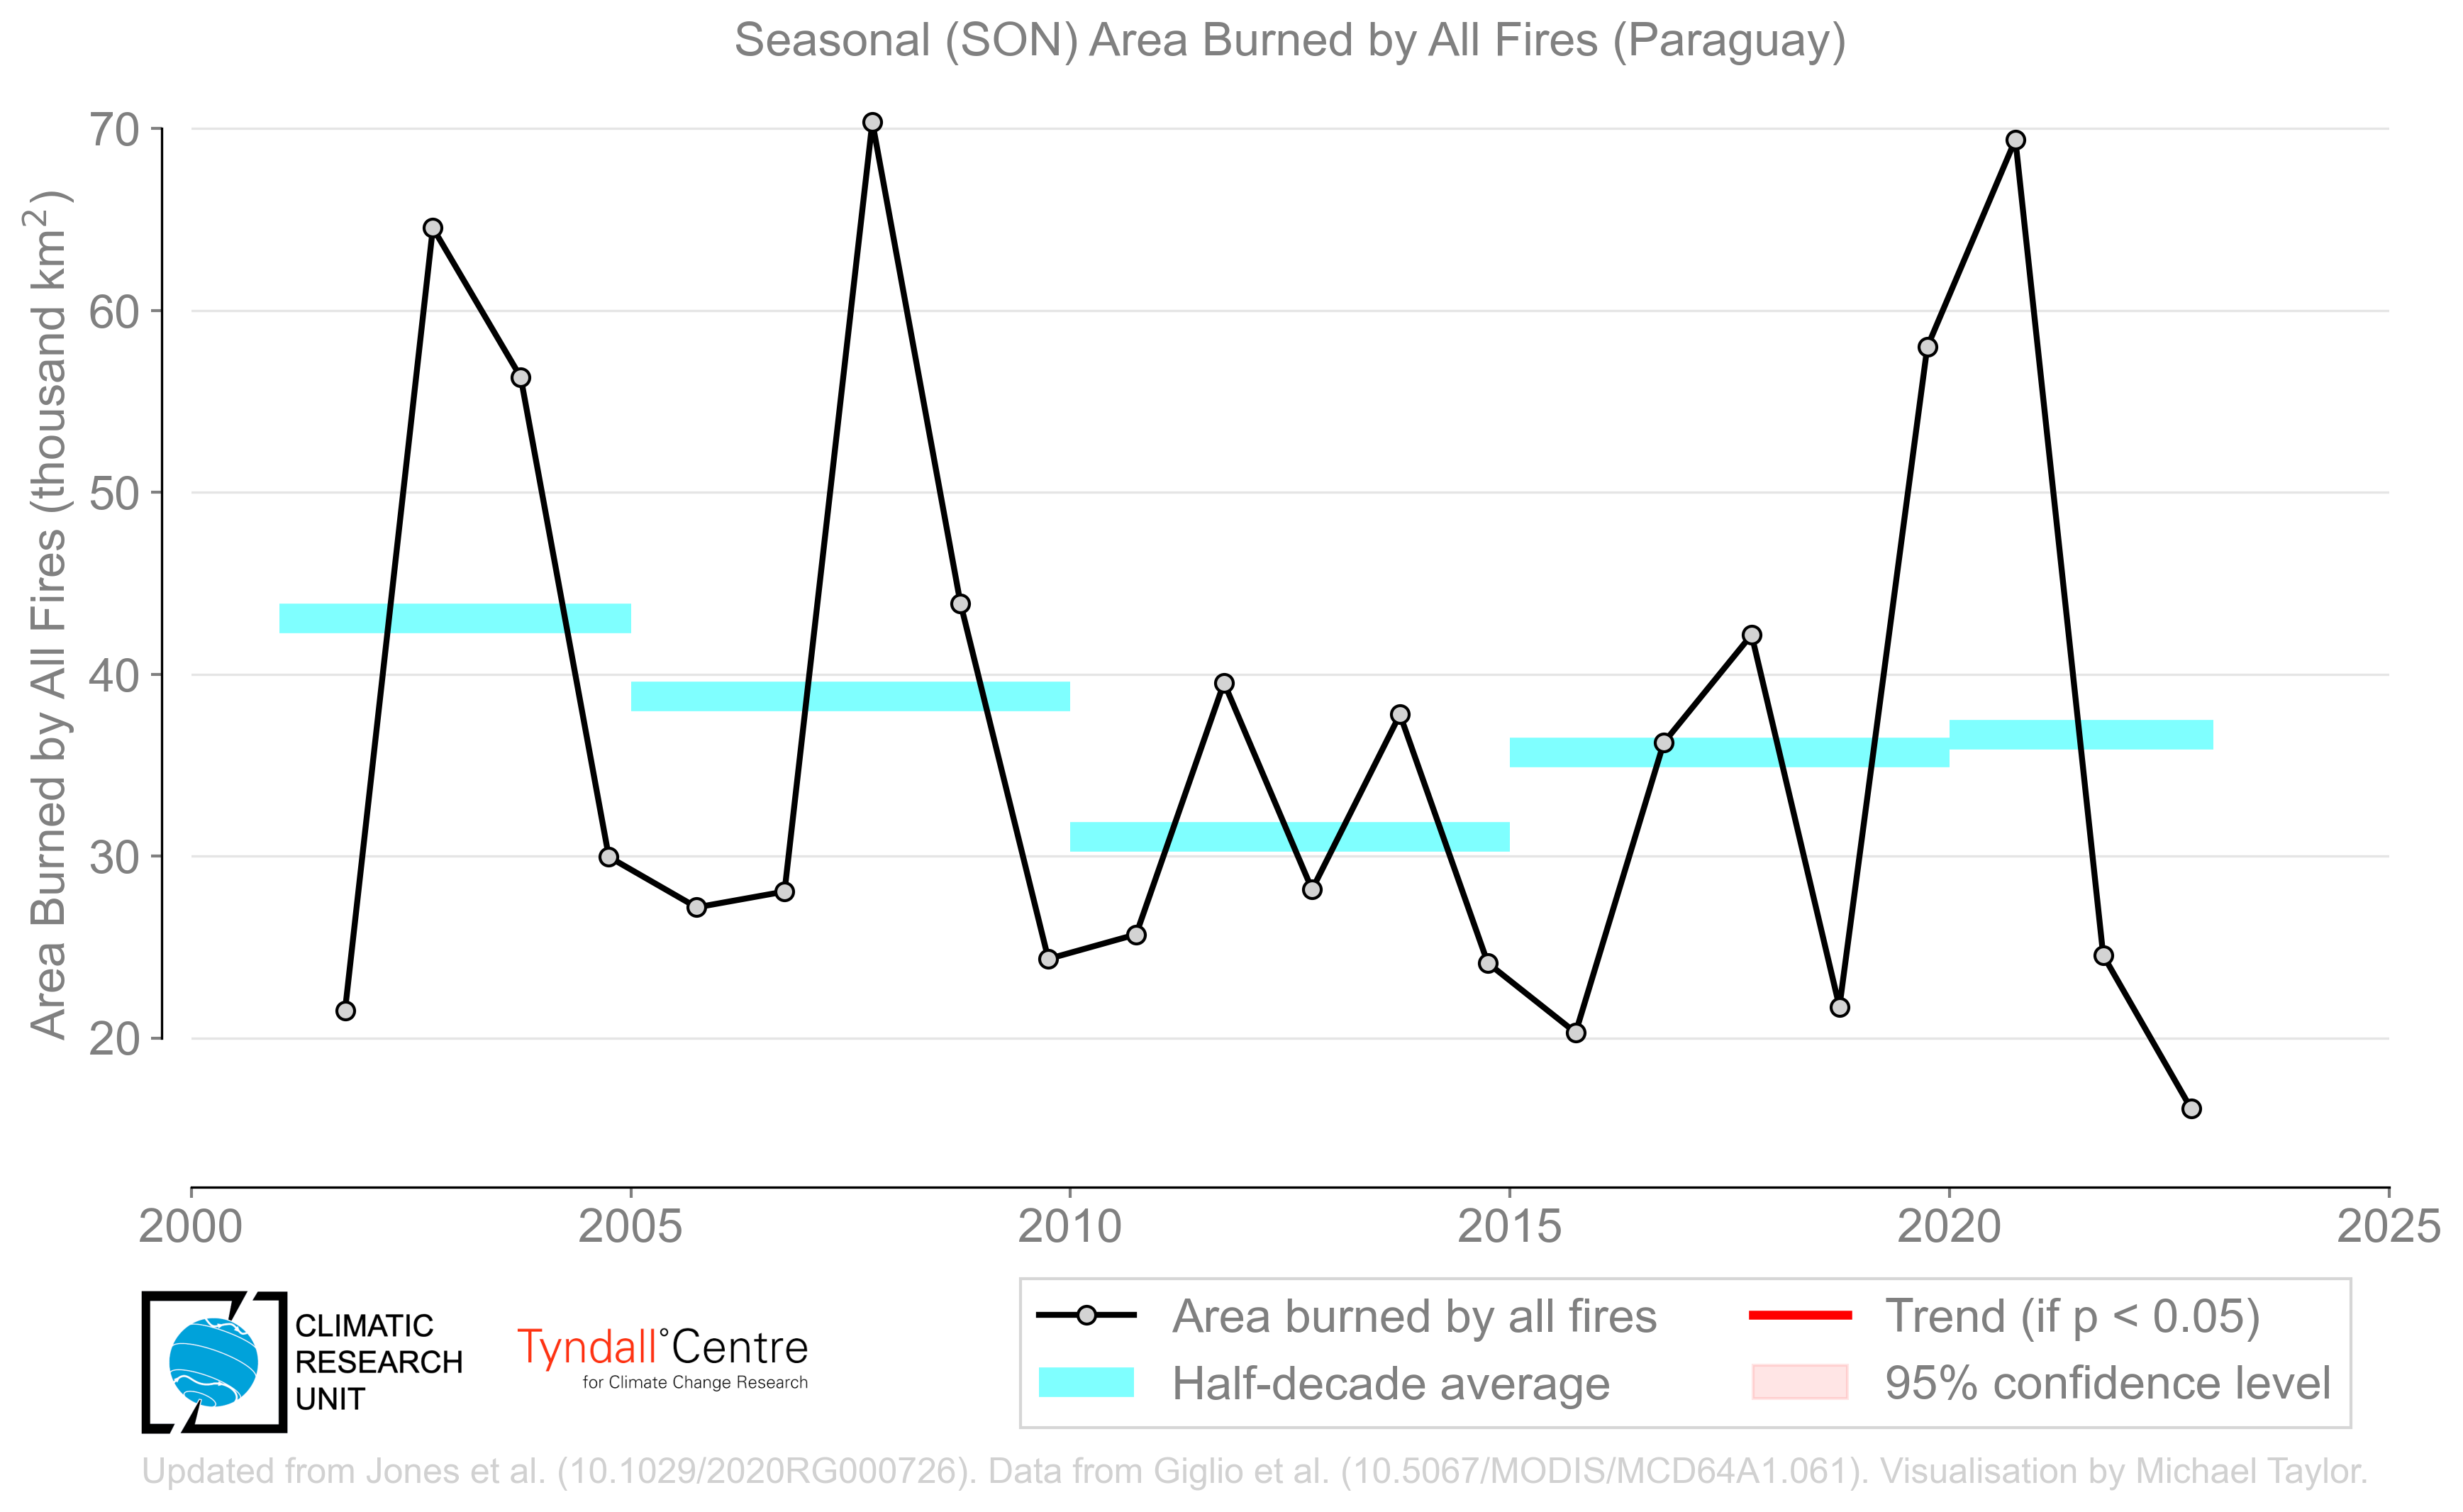 Seasonal (SON) Area Burned by All Fires (Paraguay)
Area Burned by All Fires (thousand km²)
70
60
50
40
30
20
2000 2005 2010 2015 2020 2025
CLIMATIC
RESEARCH
UNIT
Tyndall°Centre
for Climate Change Research
Area burned by all fires
Half-decade average
Trend (if p < 0.05)
95% confidence level
Updated from Jones et al. (10.1029/2020RG000726). Data from Giglio et al. (10.5067/MODIS/MCD64A1.061). Visualisation by Michael Taylor.